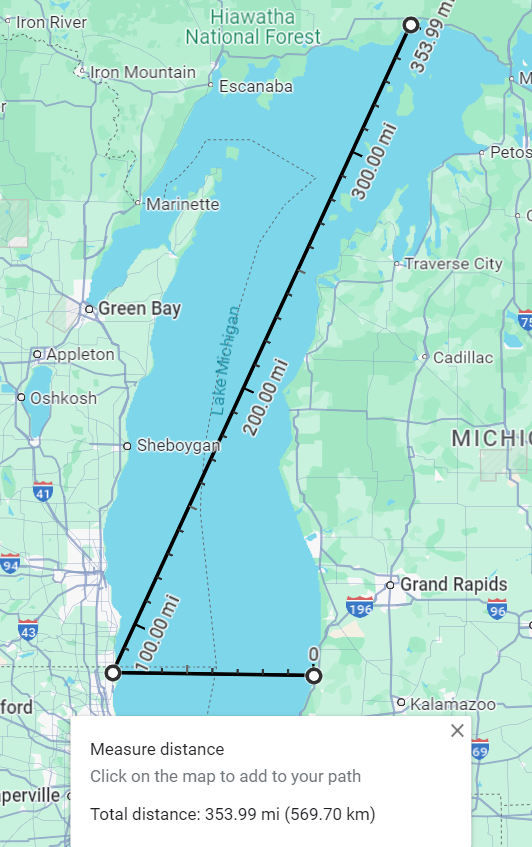 Iron River
Hiawatha
National Forest
353.99 mi
Iron Mountain
Escanaba
M
r
300.00 mi
Petos
Marinette
C
Traverse City
Green Bay
Lake Michigan
75
Appleton
Cadillac
200.00 mi
Oshkosh
MICHIG
Sheboygan
41
94
Grand Rapids
100.00 mi
196
96
43
0
ford
Kalamazoo
Measure distance
69
Click on the map to add to your path
perville
Total distance: 353.99 mi (569.70 km)